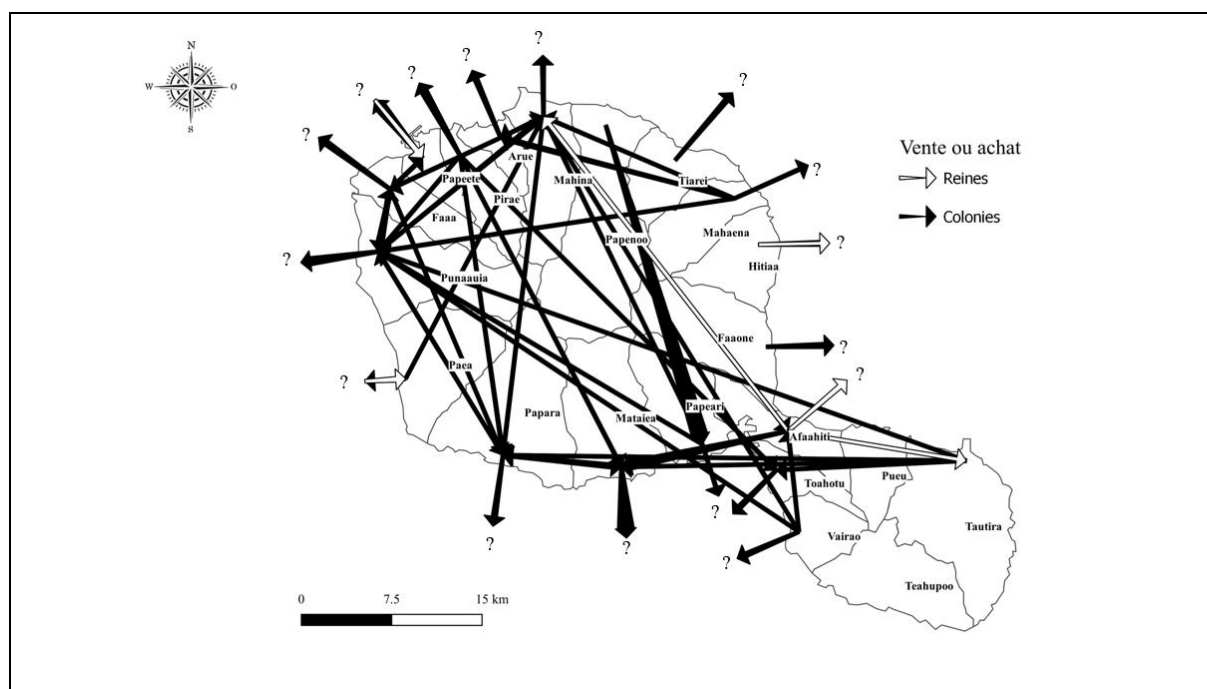 ?
?
?
?
?
N
W
O
S
?
?
Arue
Papeete
Mahina
Tiarei
Pirae
Faaa
Mahaena
Papenoo
?
Hitiaa
?
Punaauia
Faaone
?
Paea
?
?
Papara
Mataiea
Papeari
Afaahiti
Toahotu
Pueu
?
Tautira
?
?
Vairao
?
Teahupoo
Vente ou achat
Reines
Colonies
0 7.5 15 km